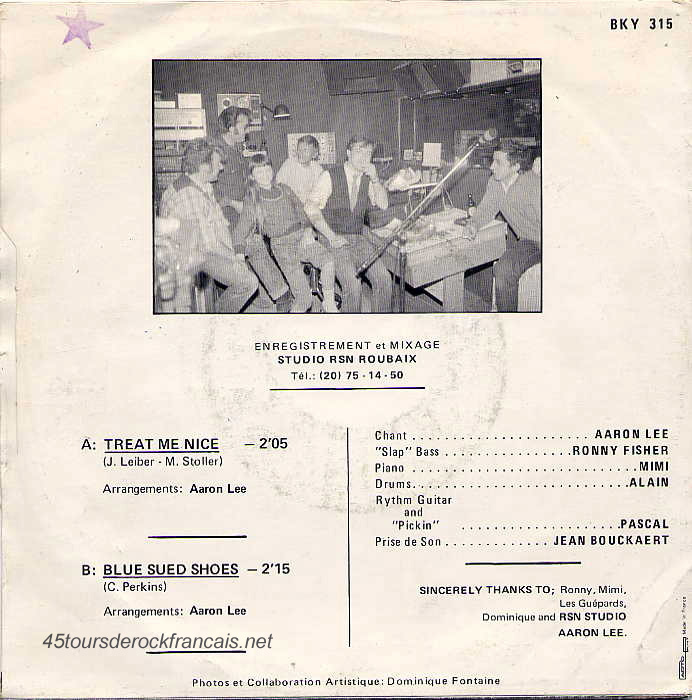 BKY 315
ENREGISTREMENT et MIXAGE
STUDIO RSN ROUBAIX
Tél.: (20) 75-14-50
A: TREAT ME NICE – 2'05
(J. Leiber - M. Stoller)
Arrangements: Aaron Lee
B: BLUE SUED SHOES – 2'15
(C. Perkins)
Arrangements: Aaron Lee
Chant . . . . . . . . . . . . . . . . . . . . . . AARON LEE
"Slap" Bass . . . . . . . . . . . . . . . . RONNY FISHER
Piano . . . . . . . . . . . . . . . . . . . . . . . . . . . . MIMI
Drums. . . . . . . . . . . . . . . . . . . . . . . . . . . ALAIN
Rythm Guitar
and
"Pickin" . . . . . . . . . . . . . . . . . . . . PASCAL
Prise de Son . . . . . . . . . . . . . JEAN BOUCKAERT
SINCERELY THANKS TO; Ronny, Mimi,
Les Guépards,
Dominique and RSN STUDIO
AARON LEE.
45toursderockfrancais.net
Photos et Collaboration Artistique: Dominique Fontaine
Made in France